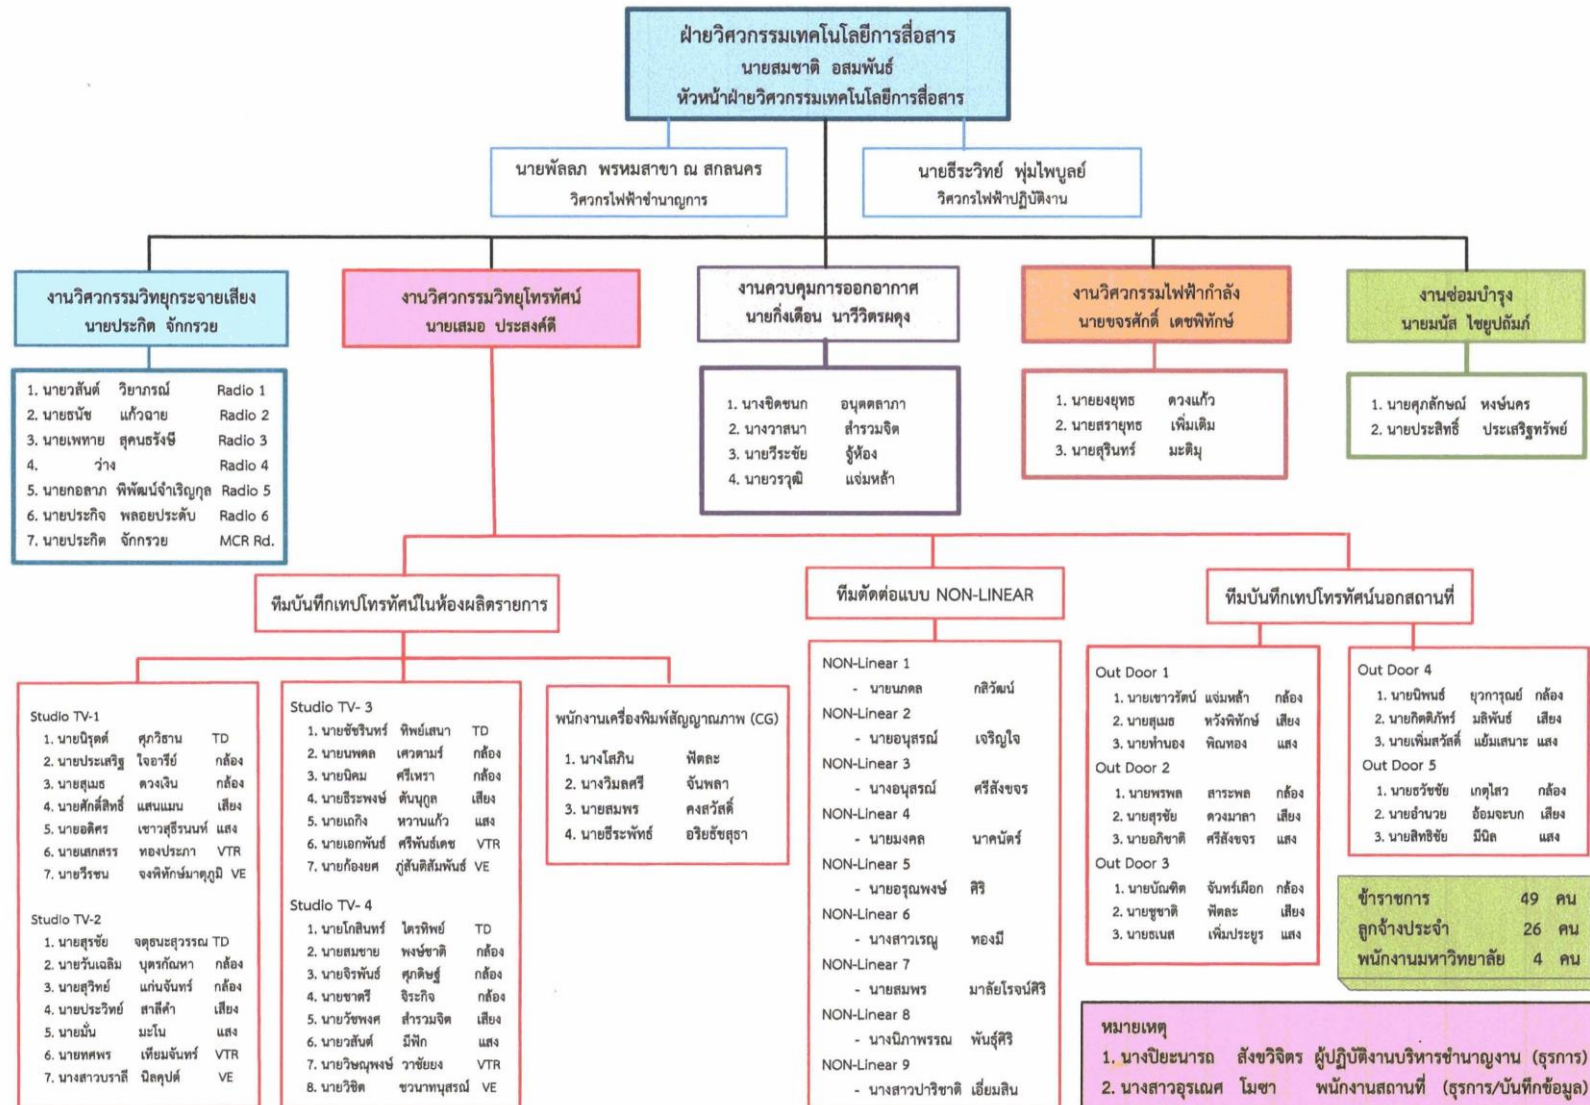 ฝ่ายวิศวกรรมเทคโนโลยีการสื่อสาร
นายสมชาติ อสมพันธ์
หัวหน้าฝ่ายวิศวกรรมเทคโนโลยีการสื่อสาร
นายพัลลภ พรหมสาขา ณ สกลนคร
วิศวกรไฟฟ้าชำนาญการ
นายธีระวิทย์ พุ่มไพบูลย์
วิศวกรไฟฟ้าปฏิบัติงาน
งานวิศวกรรมวิทยุกระจายเสียง
นายประกิต จักกรวย
1. นายวสันต์ วิยาภรณ์ Radio 1
2. นายธนัช แก้วฉาย Radio 2
3. นายเพทาย สุคนธรังษี Radio 3
4. ว่าง Radio 4
5. นายกอลาภ พิพัฒน์จำเริญกุล Radio 5
6. นายประกิจ พลอยประดับ Radio 6
7. นายประกิต จักกรวย MCR Rd.
งานวิศวกรรมวิทยุโทรทัศน์
นายเสมอ ประสงค์ดี
งานควบคุมการออกอากาศ
นายกิ่งเดือน นาวีวิตรผดุง
1. นางชิดชนก อนุตตลาภา
2. นางวาสนา สำรวมจิต
3. นายวีระชัย จู้ห้อง
4. นายวรวุฒิ แจ่มหล้า
งานวิศวกรรมไฟฟ้ากำลัง
นายขจรศักดิ์ เดชพิทักษ์
1. นายยงยุทธ ดวงแก้ว
2. นายสรายุทธ เพิ่มเติม
3. นายสุรินทร์ มะติมุ
งานซ่อมบำรุง
นายมนัส ไชยูปถัมภ์
1. นายศุภลักษณ์ หงษ์นคร
2. นายประสิทธิ์ ประเสริฐทรัพย์
ทีมบันทึกเทปโทรทัศน์ในห้องผลิตรายการ
Studio TV-1
1. นายนิรุตต์ ศุภวิธาน TD
2. นายประเสริฐ ใจอารีย์ กล้อง
3. นายสุเมธ ดวงเงิน กล้อง
4. นายศักดิ์สิทธิ์ แสนแมน เสียง
5. นายอดิศร เชาวสุธีรนนท์ แสง
6. นายเสกสรร ทองประภา VTR
7. นายวีรชน จงพิทักษ์มาตุภูมิ VE
Studio TV-2
1. นายสุรชัย จตุธนะสุวรรณ TD
2. นายวันเฉลิม บุตรกัณหา กล้อง
3. นายสุวิทย์ แก่นจันทร์ กล้อง
4. นายประวิทย์ สาลีคำ เสียง
5. นายมั่น มะโน แสง
6. นายทศพร เทียมจันทร์ VTR
7. นางสาวบราลี นิลคุปต์ VE
Studio TV- 3
1. นายชัชรินทร์ ทิพย์เสนา TD
2. นายนพดล เศวตามร์ กล้อง
3. นายนิคม ศรีเหรา กล้อง
4. นายธีระพงษ์ ตันนุกูล เสียง
5. นายเถกิง หวานแก้ว แสง
6. นายเอกพันธ์ ศรีพันธ์เดช VTR
7. นายก้องยศ ภู่สันติสัมพันธ์ VE
Studio TV- 4
1. นายโกสินทร์ ไตรทิพย์ TD
2. นายสมชาย พงษ์ชาติ กล้อง
3. นายจิรพันธ์ ศุภดิษฐ์ กล้อง
4. นายชาตรี จิระกิจ กล้อง
5. นายวัชพงศ สำรวมจิต เสียง
6. นายวสันต์ มีฟัก แสง
7. นายวิษณุพงษ์ วาชัยยง VTR
8. นายวิชิต ชวนาทนุสรณ์ VE
พนักงานเครื่องพิมพ์สัญญาณภาพ (CG)
1. นางโสภิน ฟัตละ
2. นางวิมลศรี จันพลา
3. นายสมพร คงสวัสดิ์
4. นายธีระพัทธ์ อริยธัชสุธา
ทีมตัดต่อแบบ NON-LINEAR
NON-Linear 1
- นายนภดล กสิวัฒน์
NON-Linear 2
- นายอนุสรณ์ เจริญใจ
NON-Linear 3
- นางอนุสรณ์ ศรีสังขจร
NON-Linear 4
- นายมงคล นาคนัตร์
NON-Linear 5
- นายอรุณพงษ์ ศิริ
NON-Linear 6
- นางสาวเรณู ทองมี
NON-Linear 7
- นายสมพร มาลัยโรจน์ศิริ
NON-Linear 8
- นางนิภาพรรณ พันธุ์ศิริ
NON-Linear 9
- นางสาวปาริชาติ เอี่ยมสิน
ทีมบันทึกเทปโทรทัศน์นอกสถานที่
Out Door 1
1. นายเชาวรัตน์ แจ่มหล้า กล้อง
2. นายสุเมธ หวังพิทักษ์ เสียง
3. นายทำนอง พิณทอง แสง
Out Door 2
1. นายพรพล สาระพล กล้อง
2. นายสุรชัย ดวงมาลา เสียง
3. นายอภิชาติ ศรีสังขจร แสง
Out Door 3
1. นายบัณฑิต จันทร์เผือก กล้อง
2. นายชูชาติ ฟัตละ เสียง
3. นายธเนส เพิ่มประยูร แสง
Out Door 4
1. นายนิพนธ์ ยุวการุณย์ กล้อง
2. นายกิตติภัทร์ มลิพันธ์ เสียง
3. นายเพิ่มสวัสดิ์ แย้มเสนาะ แสง
Out Door 5
1. นายธวัชชัย เกตุไสว กล้อง
2. นายอำนวย อ้อมจะบก เสียง
3. นายสิทธิชัย มีนิล แสง
ข้าราชการ 49 คน
ลูกจ้างประจำ 26 คน
พนักงานมหาวิทยาลัย 4 คน
หมายเหตุ
1. นางปิยะนารถ สังขวิจิตร ผู้ปฏิบัติงานบริหารชำนาญงาน (ธุรการ)
2. นางสาวอุรเณศ โมซา พนักงานสถานที่ (ธุรการ/บันทึกข้อมูล)